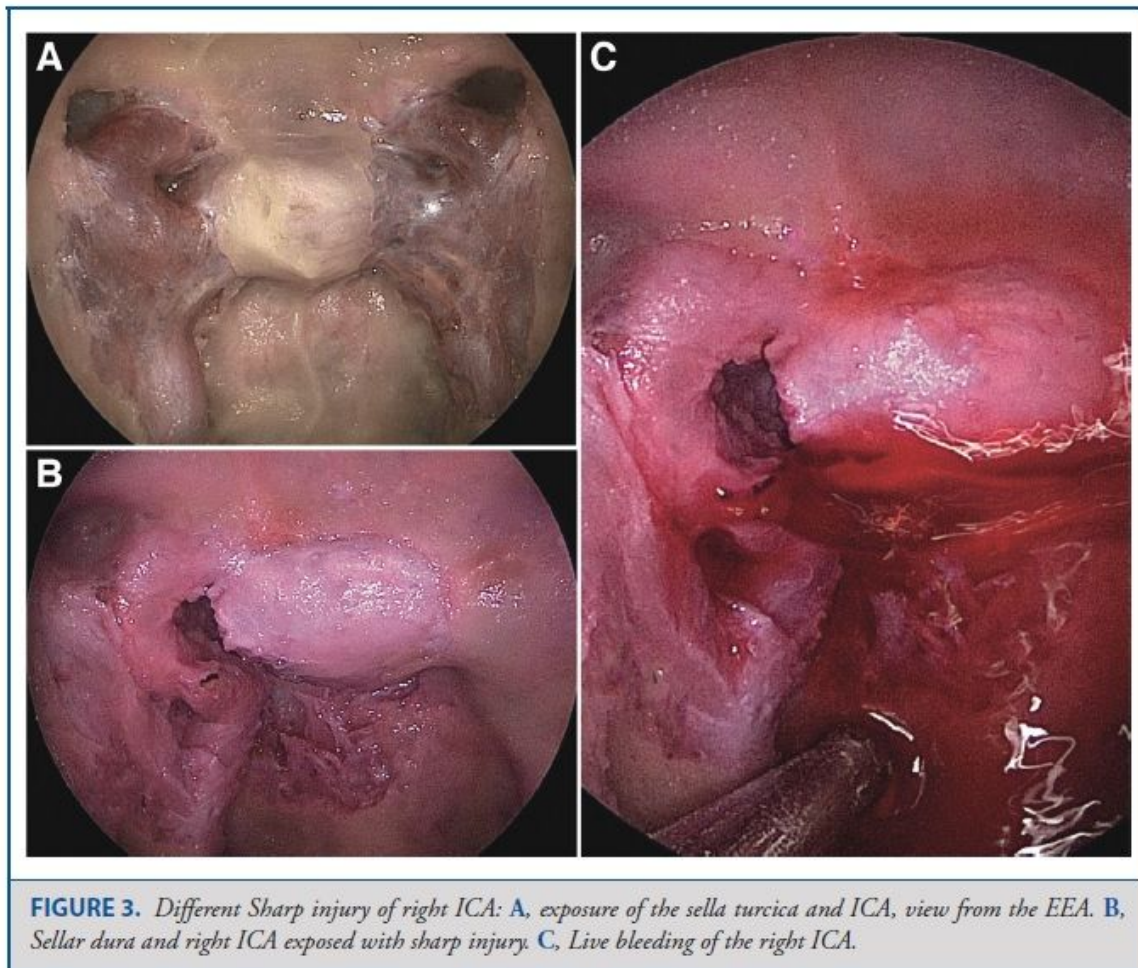 A
C
B
FIGURE 3. Different Sharp injury of right ICA: A, exposure of the sella turcica and ICA, view from the EEA. B,
Sellar dura and right ICA exposed with sharp injury. C, Live bleeding of the right ICA.